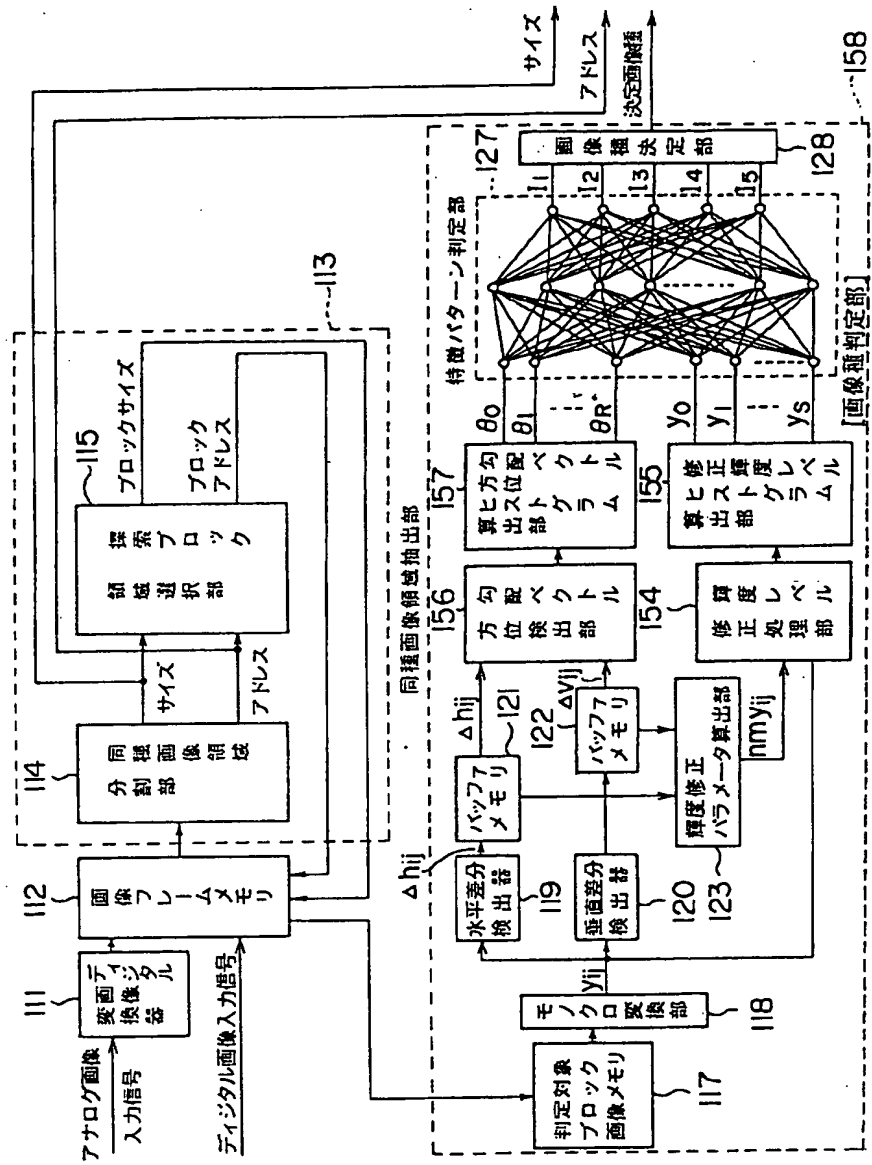 アナログ画像
入力信号
111
ディジタル
変画
換像
器
ディジタル画像入力信号
112
画像フレームメモリ
114
同種画像領域
分割部
サイズ
アドレス
115
探索ブロック
領域選択部
ブロックサイズ
ブロック
アドレス
113
同種画像領域抽出部
サイズ
アドレス
決定画像種
117
判定対象
ブロック
画像メモリ
118
モノクロ変換部
yij
水平差分
検出器
119
垂直差分
検出器
120
Δhij
バッファ
メモリ
121
Δhij
バッファ
メモリ
122
ΔVij
輝度修正
パラメータ算出部
123
nmyij
156
勾配ベクトル
方位検出部
154
輝度レベル
修正処理部
157
勾配ベクトル
方位ヒストグラム
算出部
155
修正輝度レベル
ヒストグラム
算出部
θ0
θ1
θR
y0
y1
yS
特徴パターン判定部
127
I1
I2
I3
I4
I5
画像種決定部
128
[画像種判定部]
158